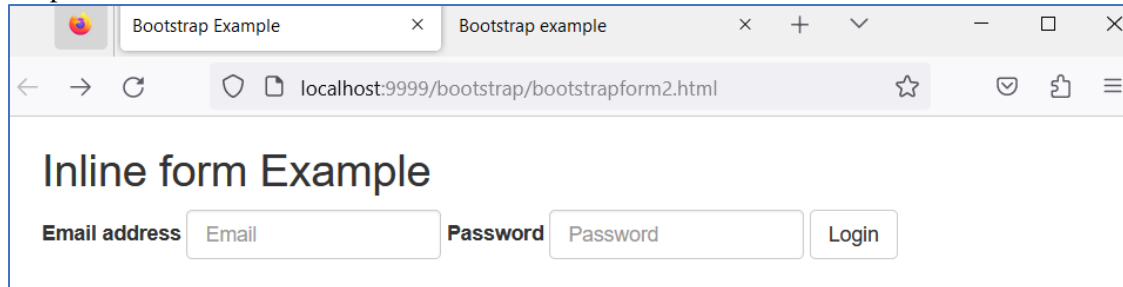 Bootstrap Example Bootstrap example
localhost:9999/bootstrap/bootstrapform2.html
Inline form Example
Email address Email Password Password Login